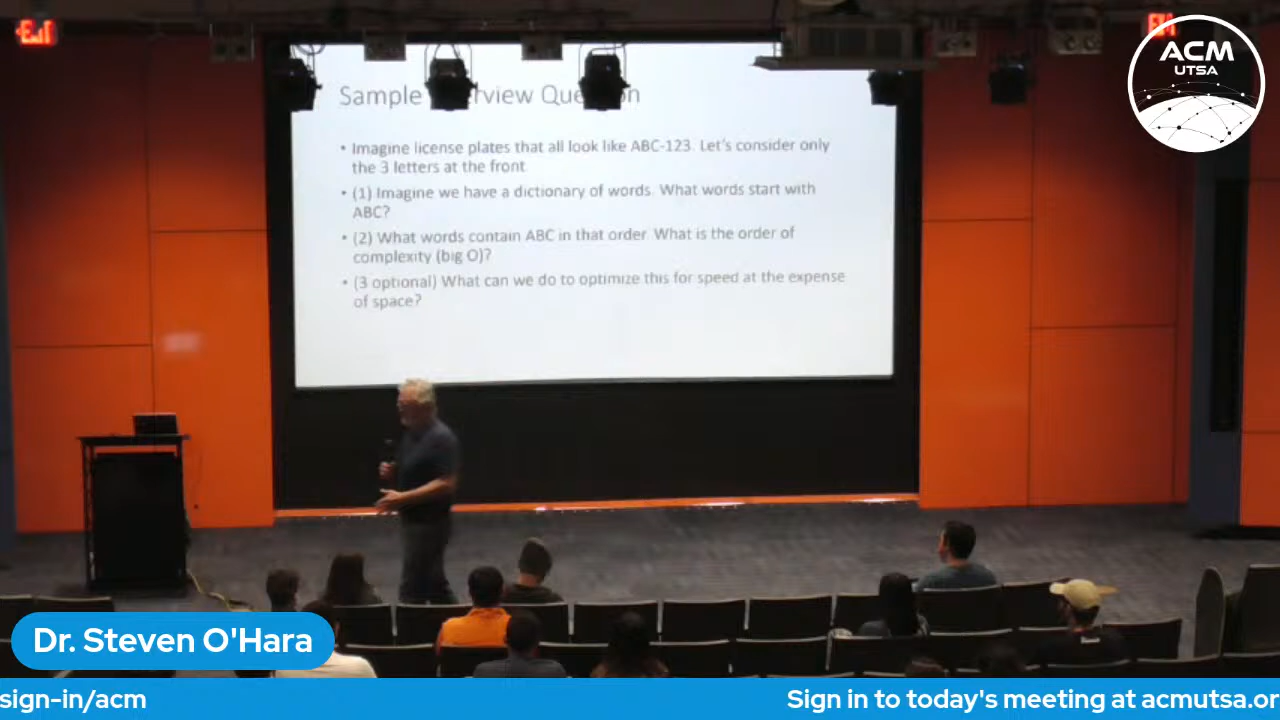 EXIT
EXIT
ACM
UTSA
Sample Question
• Imagine license plates that all look like ABC-123. Let's consider only
the 3 letters at the front
• (1) Imagine we have a dictionary of words. What words start with
ABC?
• (2) What words contain ABC in that order. What is the order of
complexity (big O)?
• (3 optional) What can we do to optimize this for speed at the expense
of space?
Dr. Steven O'Hara
sign-in/acm
Sign in to today's meeting at acmutsa.or